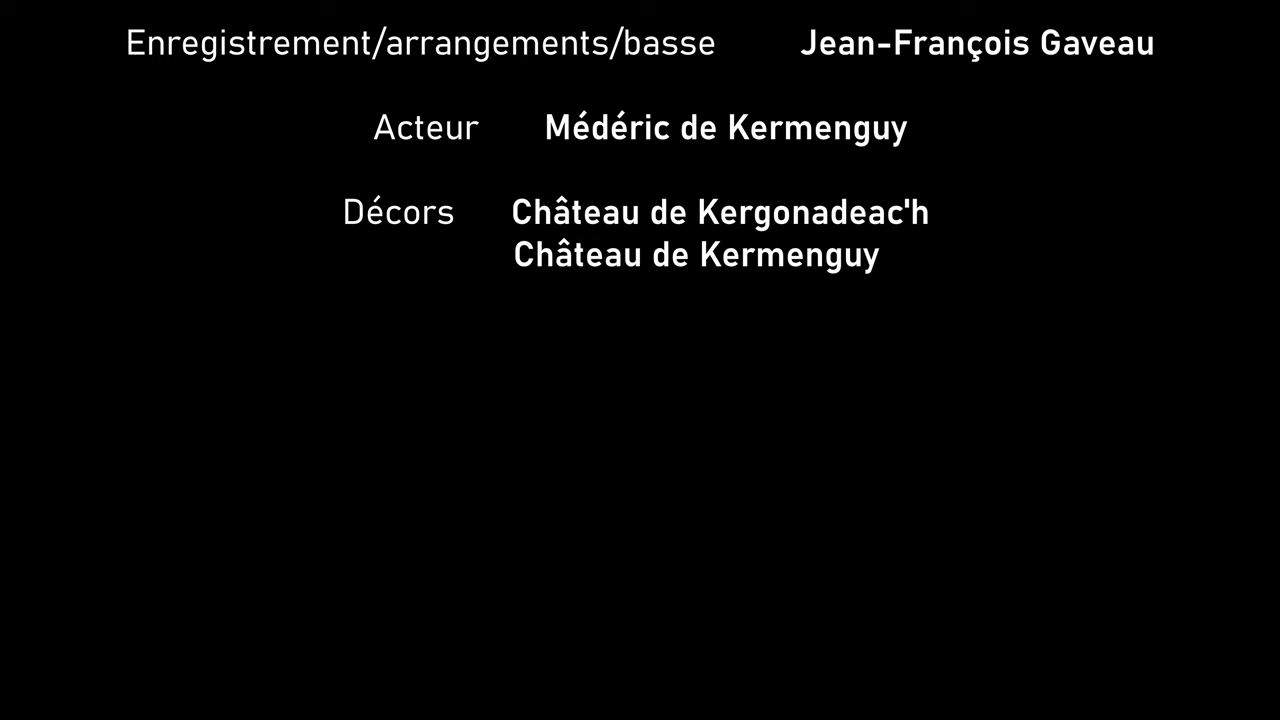 Enregistrement/arrangements/basse Jean-François Gaveau
Acteur Médéric de Kermenguy
Décors Château de Kergonadeac'h
Château de Kermenguy